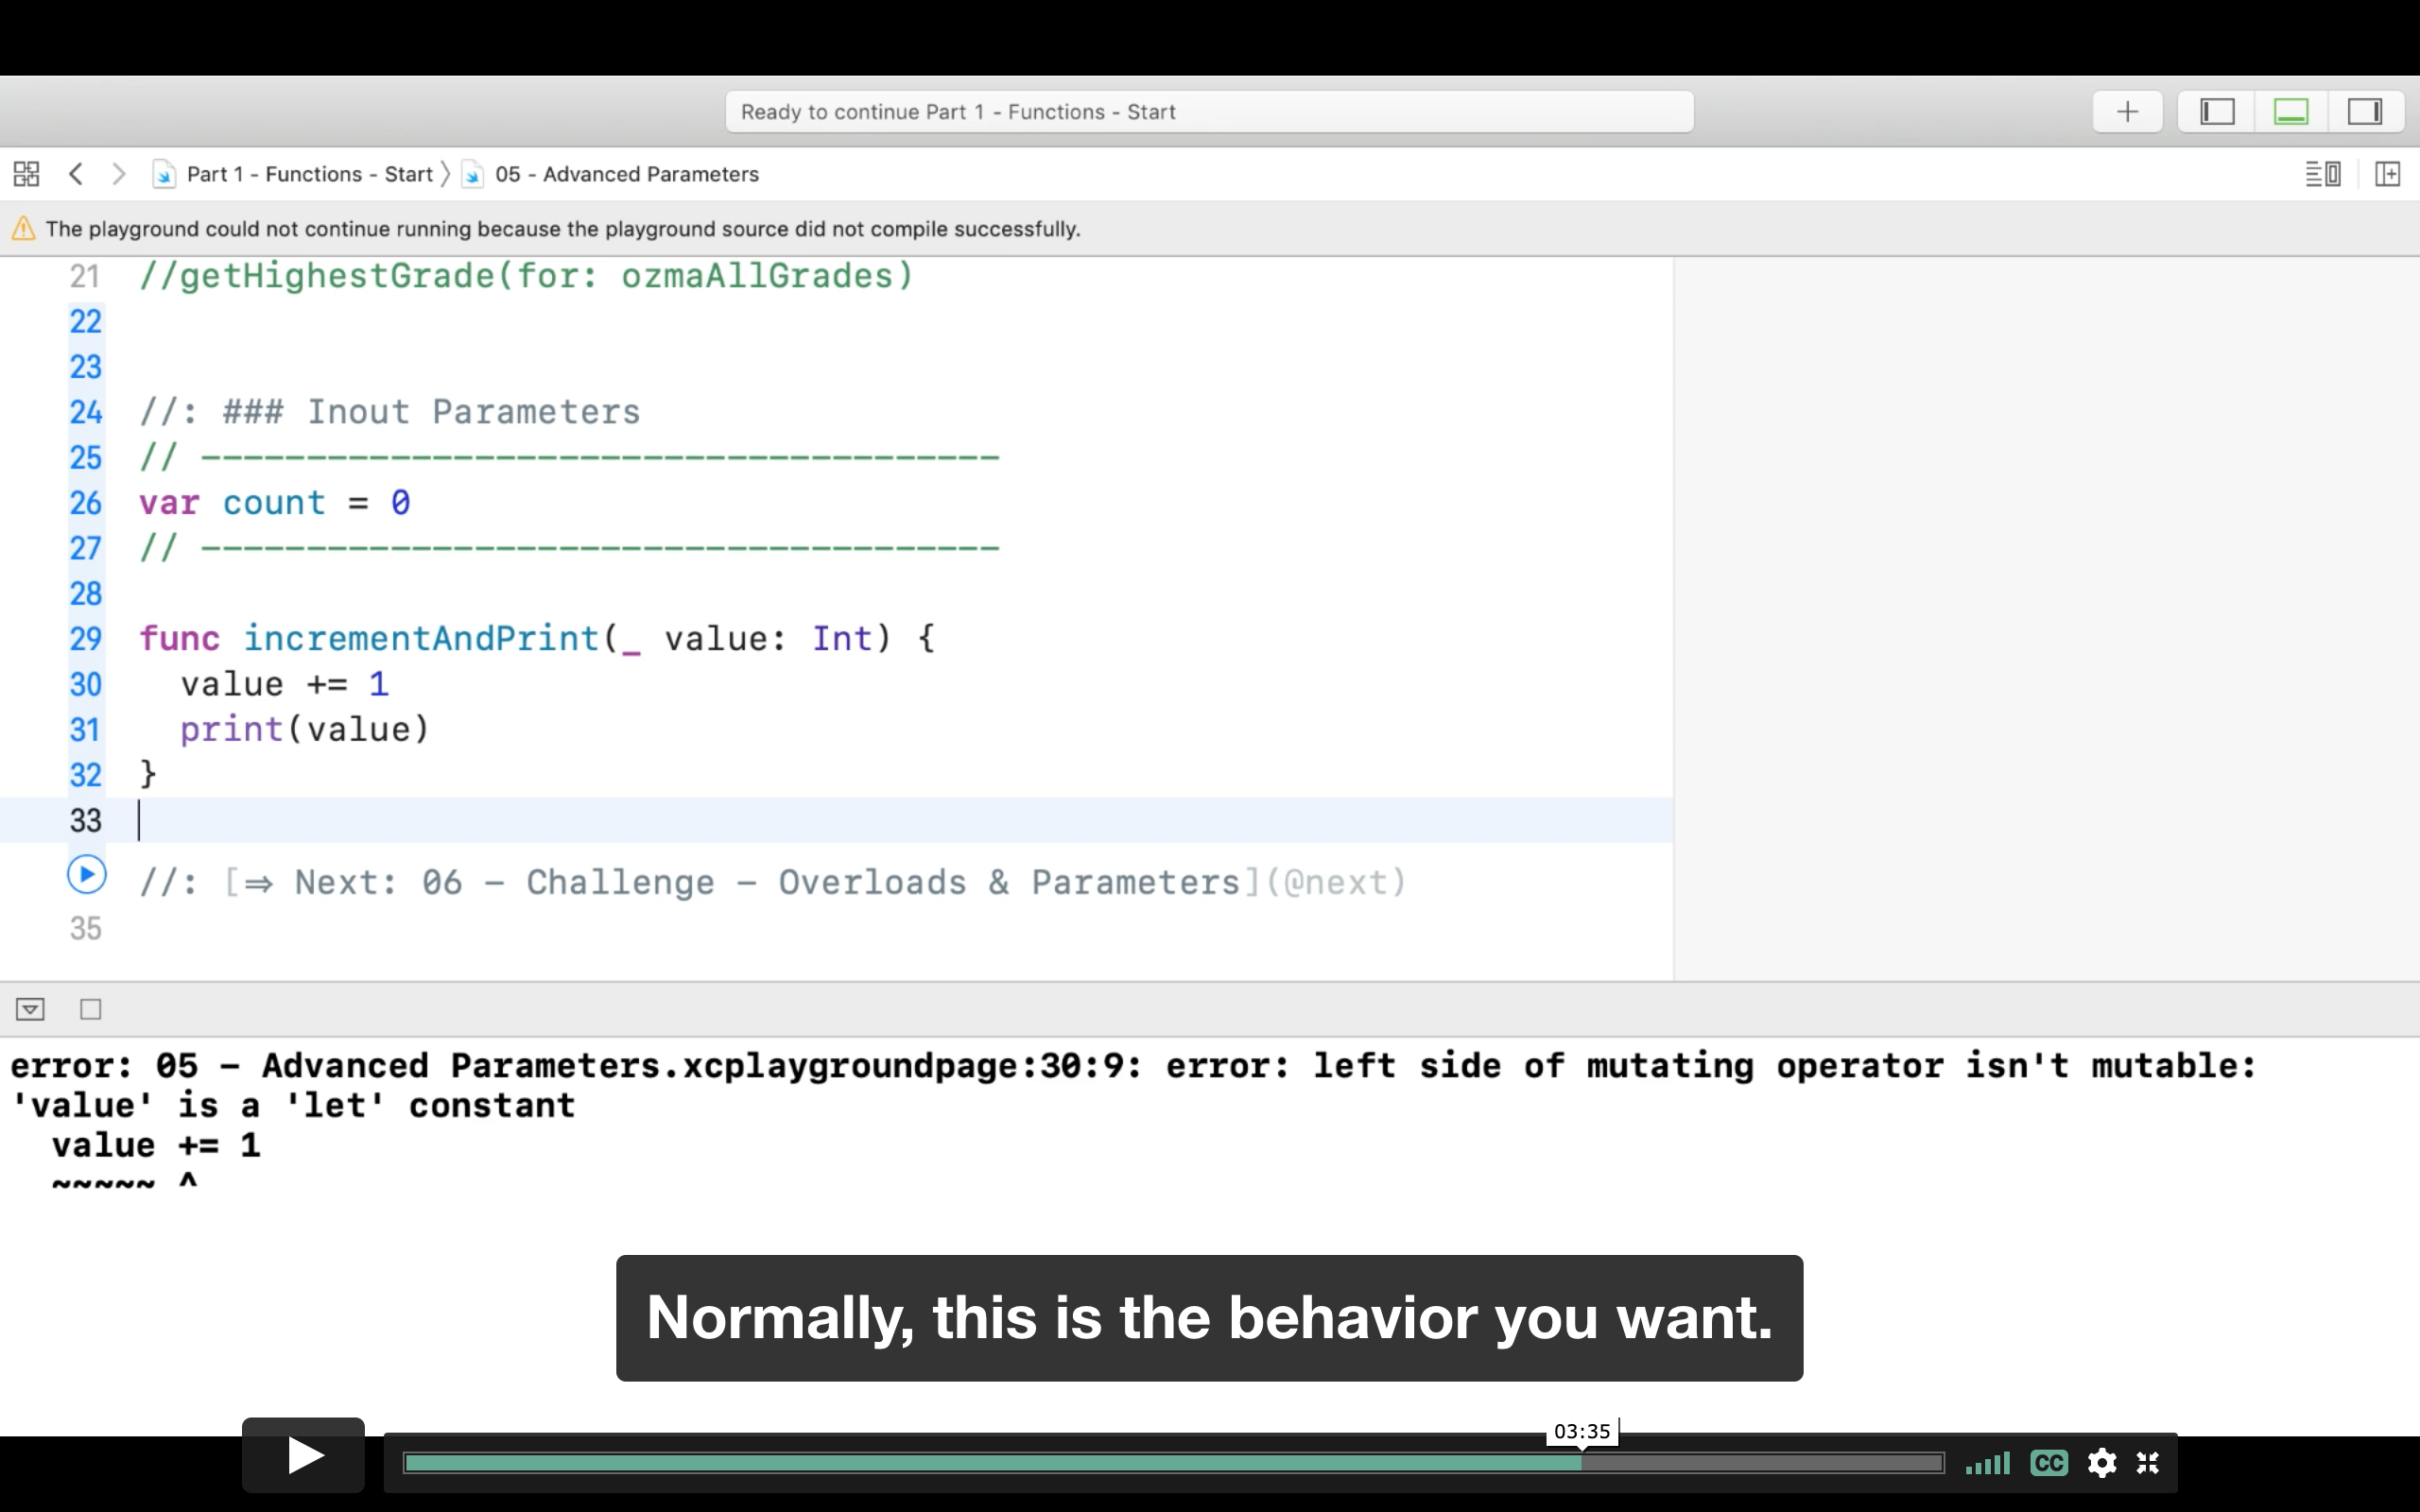 Ready to continue Part 1 - Functions - Start
Part 1 - Functions - Start 〉 05 - Advanced Parameters
The playground could not continue running because the playground source did not compile successfully.
21 //getHighestGrade(for: ozmaAllGrades)
22
23
24 //: ### Inout Parameters
25 // --------------------------------------
26 var count = 0
27 // --------------------------------------
28
29 func incrementAndPrint(_ value: Int) {
30   value += 1
31   print(value)
32 }
33
//: [⇒ Next: 06 - Challenge - Overloads & Parameters](@next)
35
error: 05 - Advanced Parameters.xcplaygroundpage:30:9: error: left side of mutating operator isn't mutable:
'value' is a 'let' constant
  value += 1
  ~~~~~ ^
Normally, this is the behavior you want.
03:35
CC